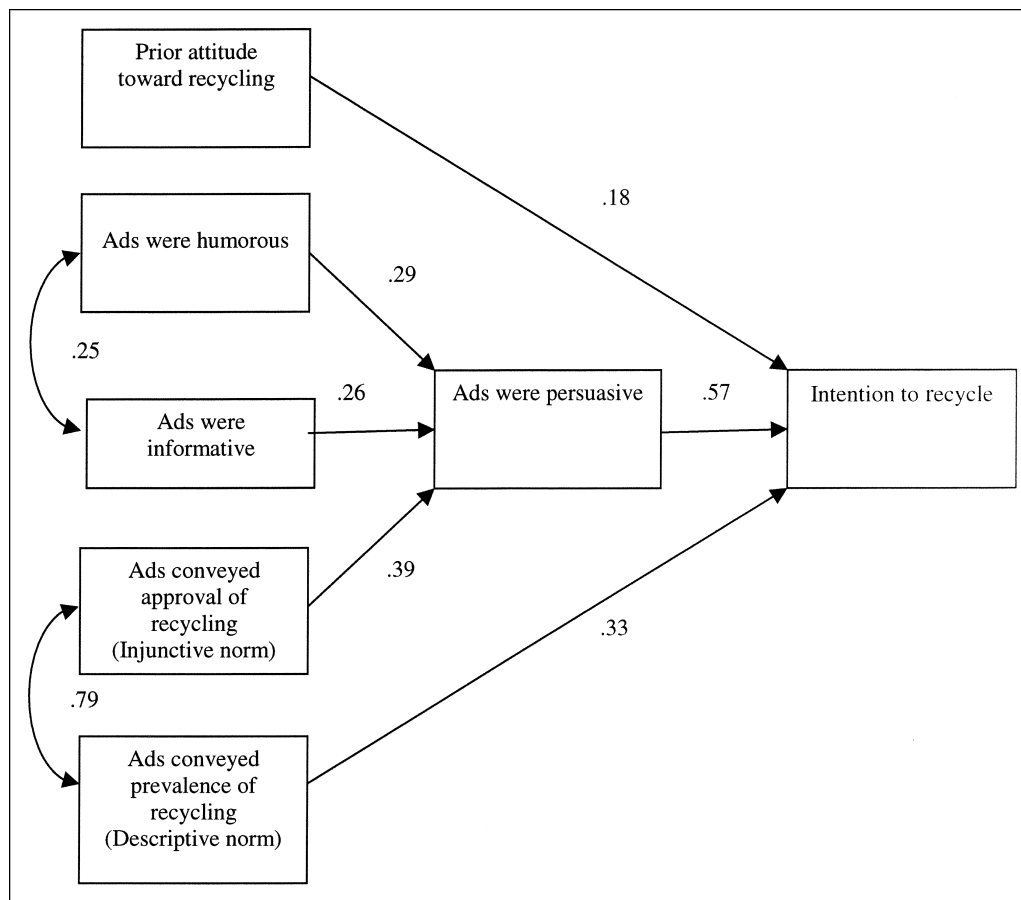 Prior attitude
toward recycling
.18
Ads were humorous
.29
.25
Ads were
informative
.26
Ads were persuasive
.57
Intention to recycle
Ads conveyed
approval of
recycling
(Injunctive norm)
.39
.33
.79
Ads conveyed
prevalence of
recycling
(Descriptive norm)